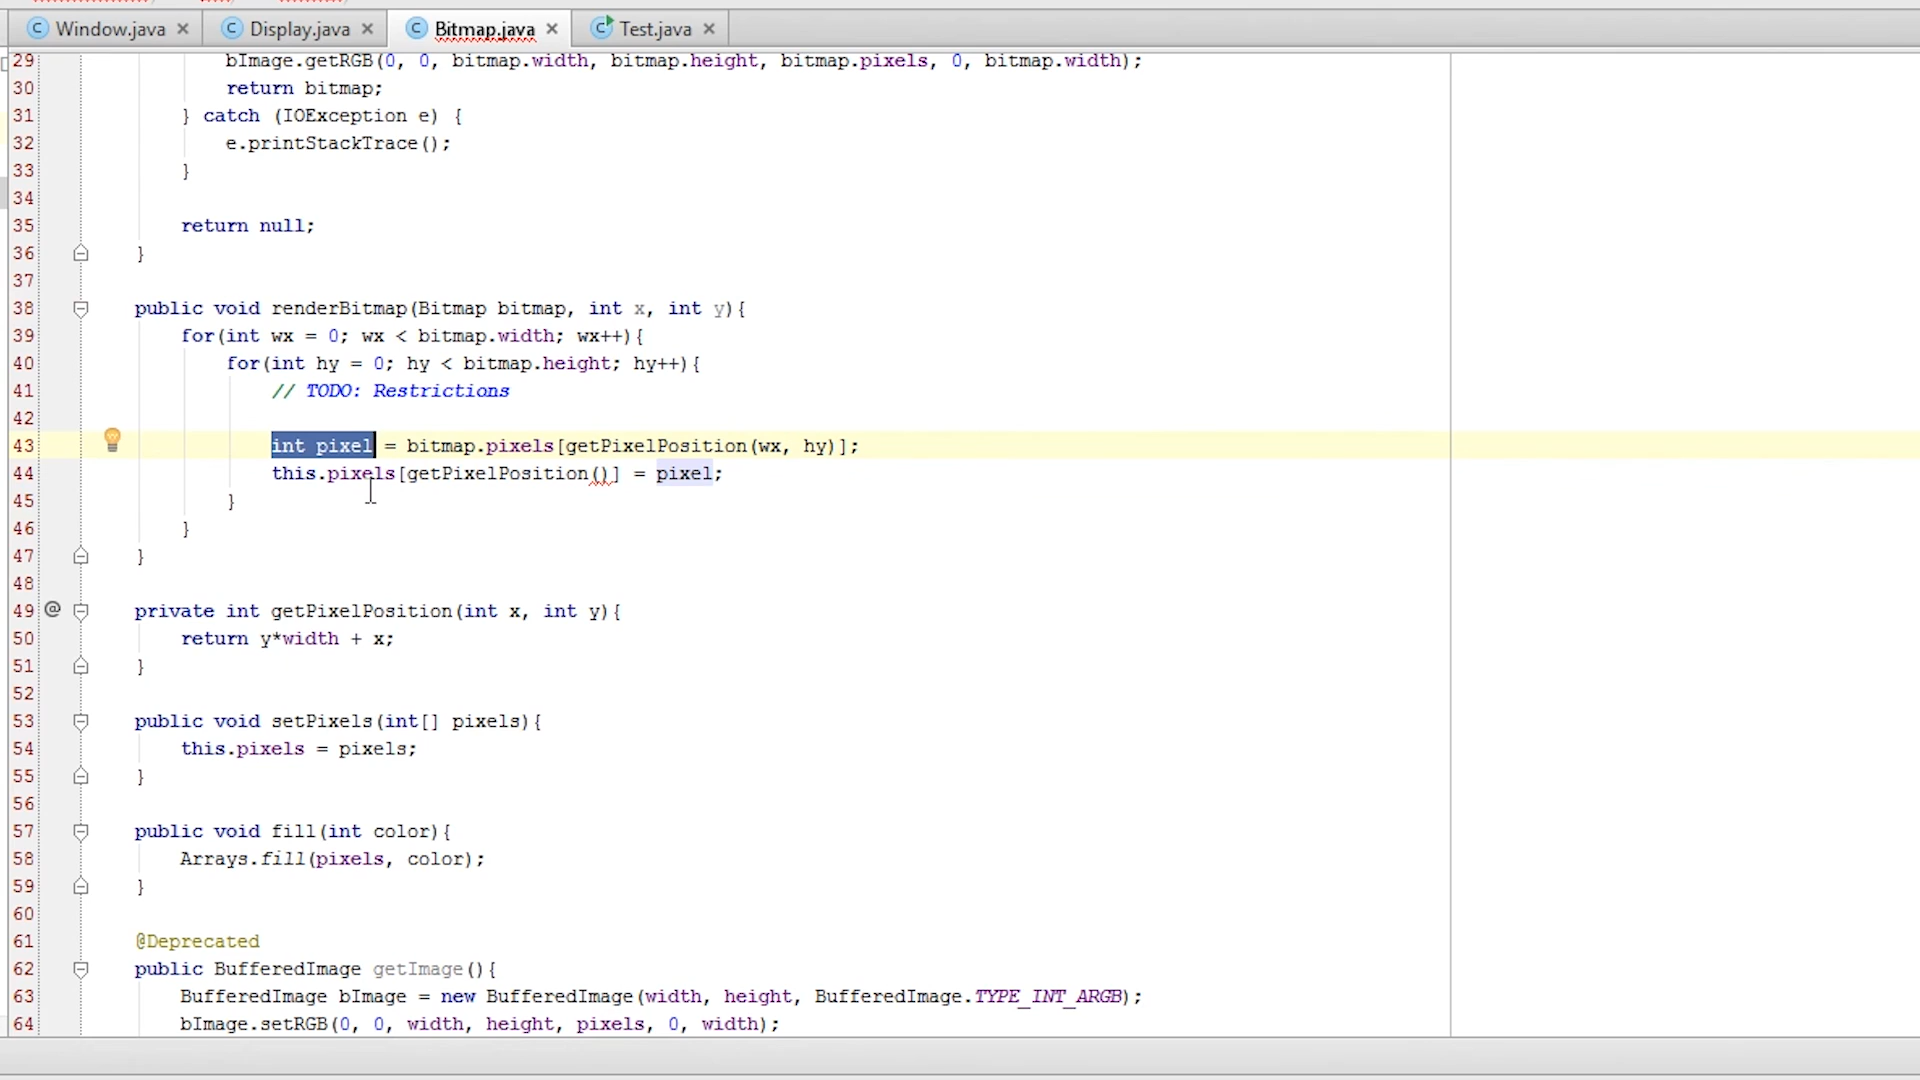 Window.java Display.java Bitmap.java Test.java
29 bImage.getRGB(0, 0, bitmap.width, bitmap.height, bitmap.pixels, 0, bitmap.width);
30 return bitmap;
31 } catch (IOException e) {
32 e.printStackTrace();
33 }
34
35 return null;
36 }
37
38 public void renderBitmap(Bitmap bitmap, int x, int y){
39 for(int wx = 0; wx < bitmap.width; wx++){
40 for(int hy = 0; hy < bitmap.height; hy++){
41 // TODO: Restrictions
42
43 int pixel = bitmap.pixels[getPixelPosition(wx, hy)];
44 this.pixels[getPixelPosition()] = pixel;
45 }
46 }
47 }
48
49 @ private int getPixelPosition(int x, int y){
50 return y*width + x;
51 }
52
53 public void setPixels(int[] pixels){
54 this.pixels = pixels;
55 }
56
57 public void fill(int color){
58 Arrays.fill(pixels, color);
59 }
60
61 @Deprecated
62 public BufferedImage getImage(){
63 BufferedImage bImage = new BufferedImage(width, height, BufferedImage.TYPE_INT_ARGB);
64 bImage.setRGB(0, 0, width, height, pixels, 0, width);